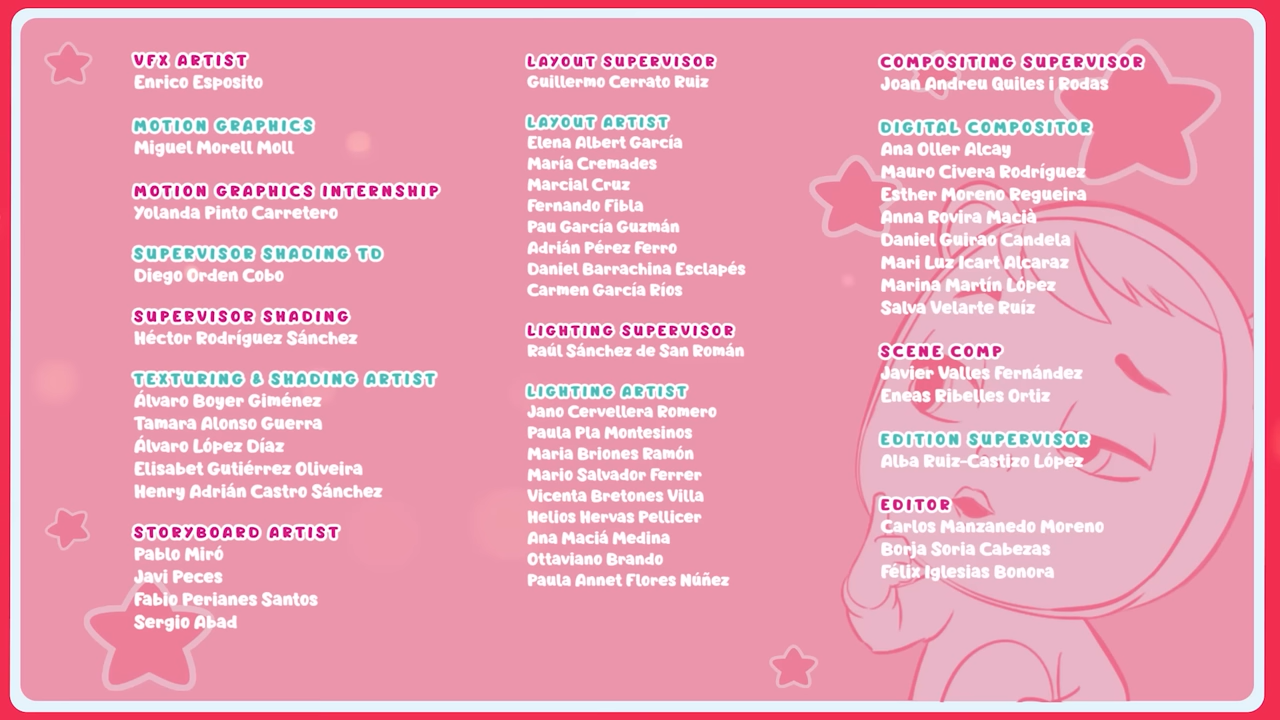 VFX ARTIST
Enrico Esposito
MOTION GRAPHICS
Miguel Morell Moll
MOTION GRAPHICS INTERNSHIP
Yolanda Pinto Carretero
SUPERVISOR SHADING TD
Diego Orden Cobo
SUPERVISOR SHADING
Héctor Rodríguez Sánchez
TEXTURING & SHADING ARTIST
Álvaro Boyer Giménez
Tamara Alonso Guerra
Álvaro López Díaz
Elisabet Gutiérrez Oliveira
Henry Adrián Castro Sánchez
STORYBOARD ARTIST
Pablo Miró
Javi Peces
Fabio Perianes Santos
Sergio Abad
LAYOUT SUPERVISOR
Guillermo Cerrato Ruiz
LAYOUT ARTIST
Elena Albert García
María Cremades
Marcial Cruz
Fernando Fibla
Pau García Guzmán
Adrián Pérez Ferro
Daniel Barrachina Esclapés
Carmen García Ríos
LIGHTING SUPERVISOR
Raúl Sánchez de San Román
LIGHTING ARTIST
Jano Cervellera Romero
Paula Pla Montesinos
Maria Briones Ramón
Mario Salvador Ferrer
Vicenta Bretones Villa
Helios Hervas Pellicer
Ana Maciá Medina
Ottaviano Brando
Paula Annet Flores Núñez
COMPOSITING SUPERVISOR
Joan Andreu Quiles i Rodas
DIGITAL COMPOSITOR
Ana Oller Alcay
Mauro Civera Rodríguez
Esther Moreno Regueira
Anna Rovira Macià
Daniel Guirao Candela
Mari Luz Icart Alcaraz
Marina Martín López
Salva Velarte Ruíz
SCENE COMP
Javier Valles Fernández
Eneas Ribelles Ortiz
EDITION SUPERVISOR
Alba Ruiz-Castizo López
EDITOR
Carlos Manzanedo Moreno
Borja Soria Cabezas
Félix Iglesias Bonora